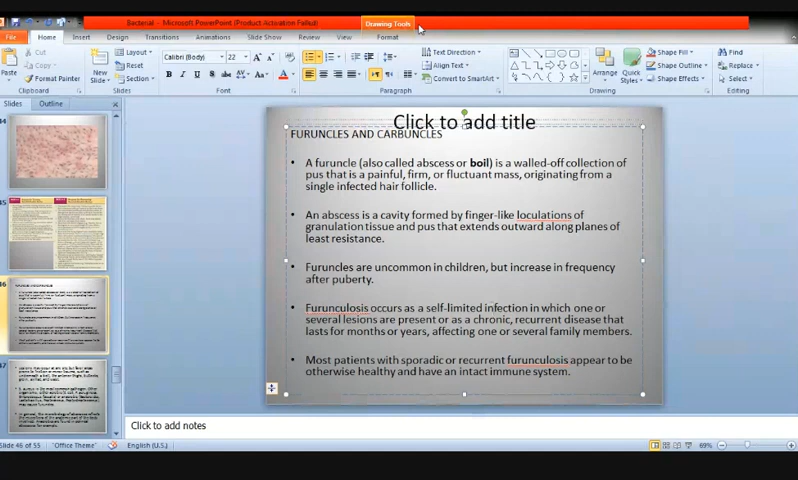 Bacterial - Microsoft PowerPoint (Product Activation Failed)
Drawing Tools
File
Home
Insert
Design
Transitions
Animations
Slide Show
Review
View
Format
Paste
Cut
Copy
Format Painter
Clipboard
New Slide
Layout
Reset
Section
Slides
Calibri (Body)
22
Font
Text Direction
Align Text
Convert to SmartArt
Paragraph
Arrange
Quick Styles
Shape Fill
Shape Outline
Shape Effects
Drawing
Find
Replace
Select
Editing
Slides
Outline
44
45
46
47
Click to add title
FURUNCLES AND CARBUNCLES
• A furuncle (also called abscess or boil) is a walled-off collection of
pus that is a painful, firm, or fluctuant mass, originating from a
single infected hair follicle.
• An abscess is a cavity formed by finger-like loculations of
granulation tissue and pus that extends outward along planes of
least resistance.
• Furuncles are uncommon in children, but increase in frequency
after puberty.
• Furunculosis occurs as a self-limited infection in which one or
several lesions are present or as a chronic, recurrent disease that
lasts for months or years, affecting one or several family members.
• Most patients with sporadic or recurrent furunculosis appear to be
otherwise healthy and have an intact immune system.
Click to add notes
Slide 46 of 55
"Office Theme"
English (U.S.)
69%